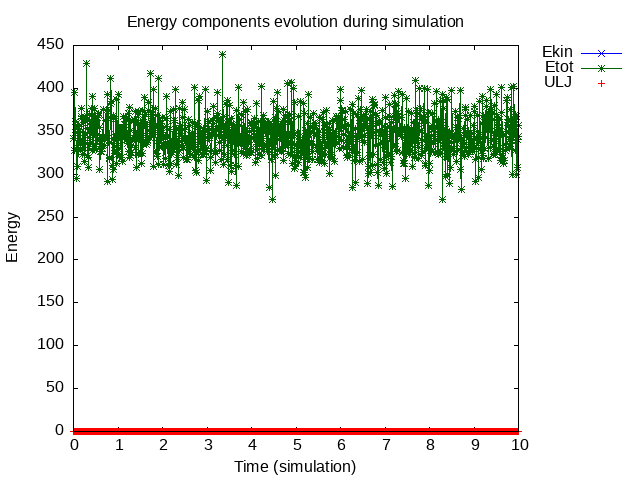 Energy components evolution during simulation
Ekin
Etot
ULJ
450
400
350
300
250
200
150
100
50
0
Energy
0 1 2 3 4 5 6 7 8 9 10
Time (simulation)